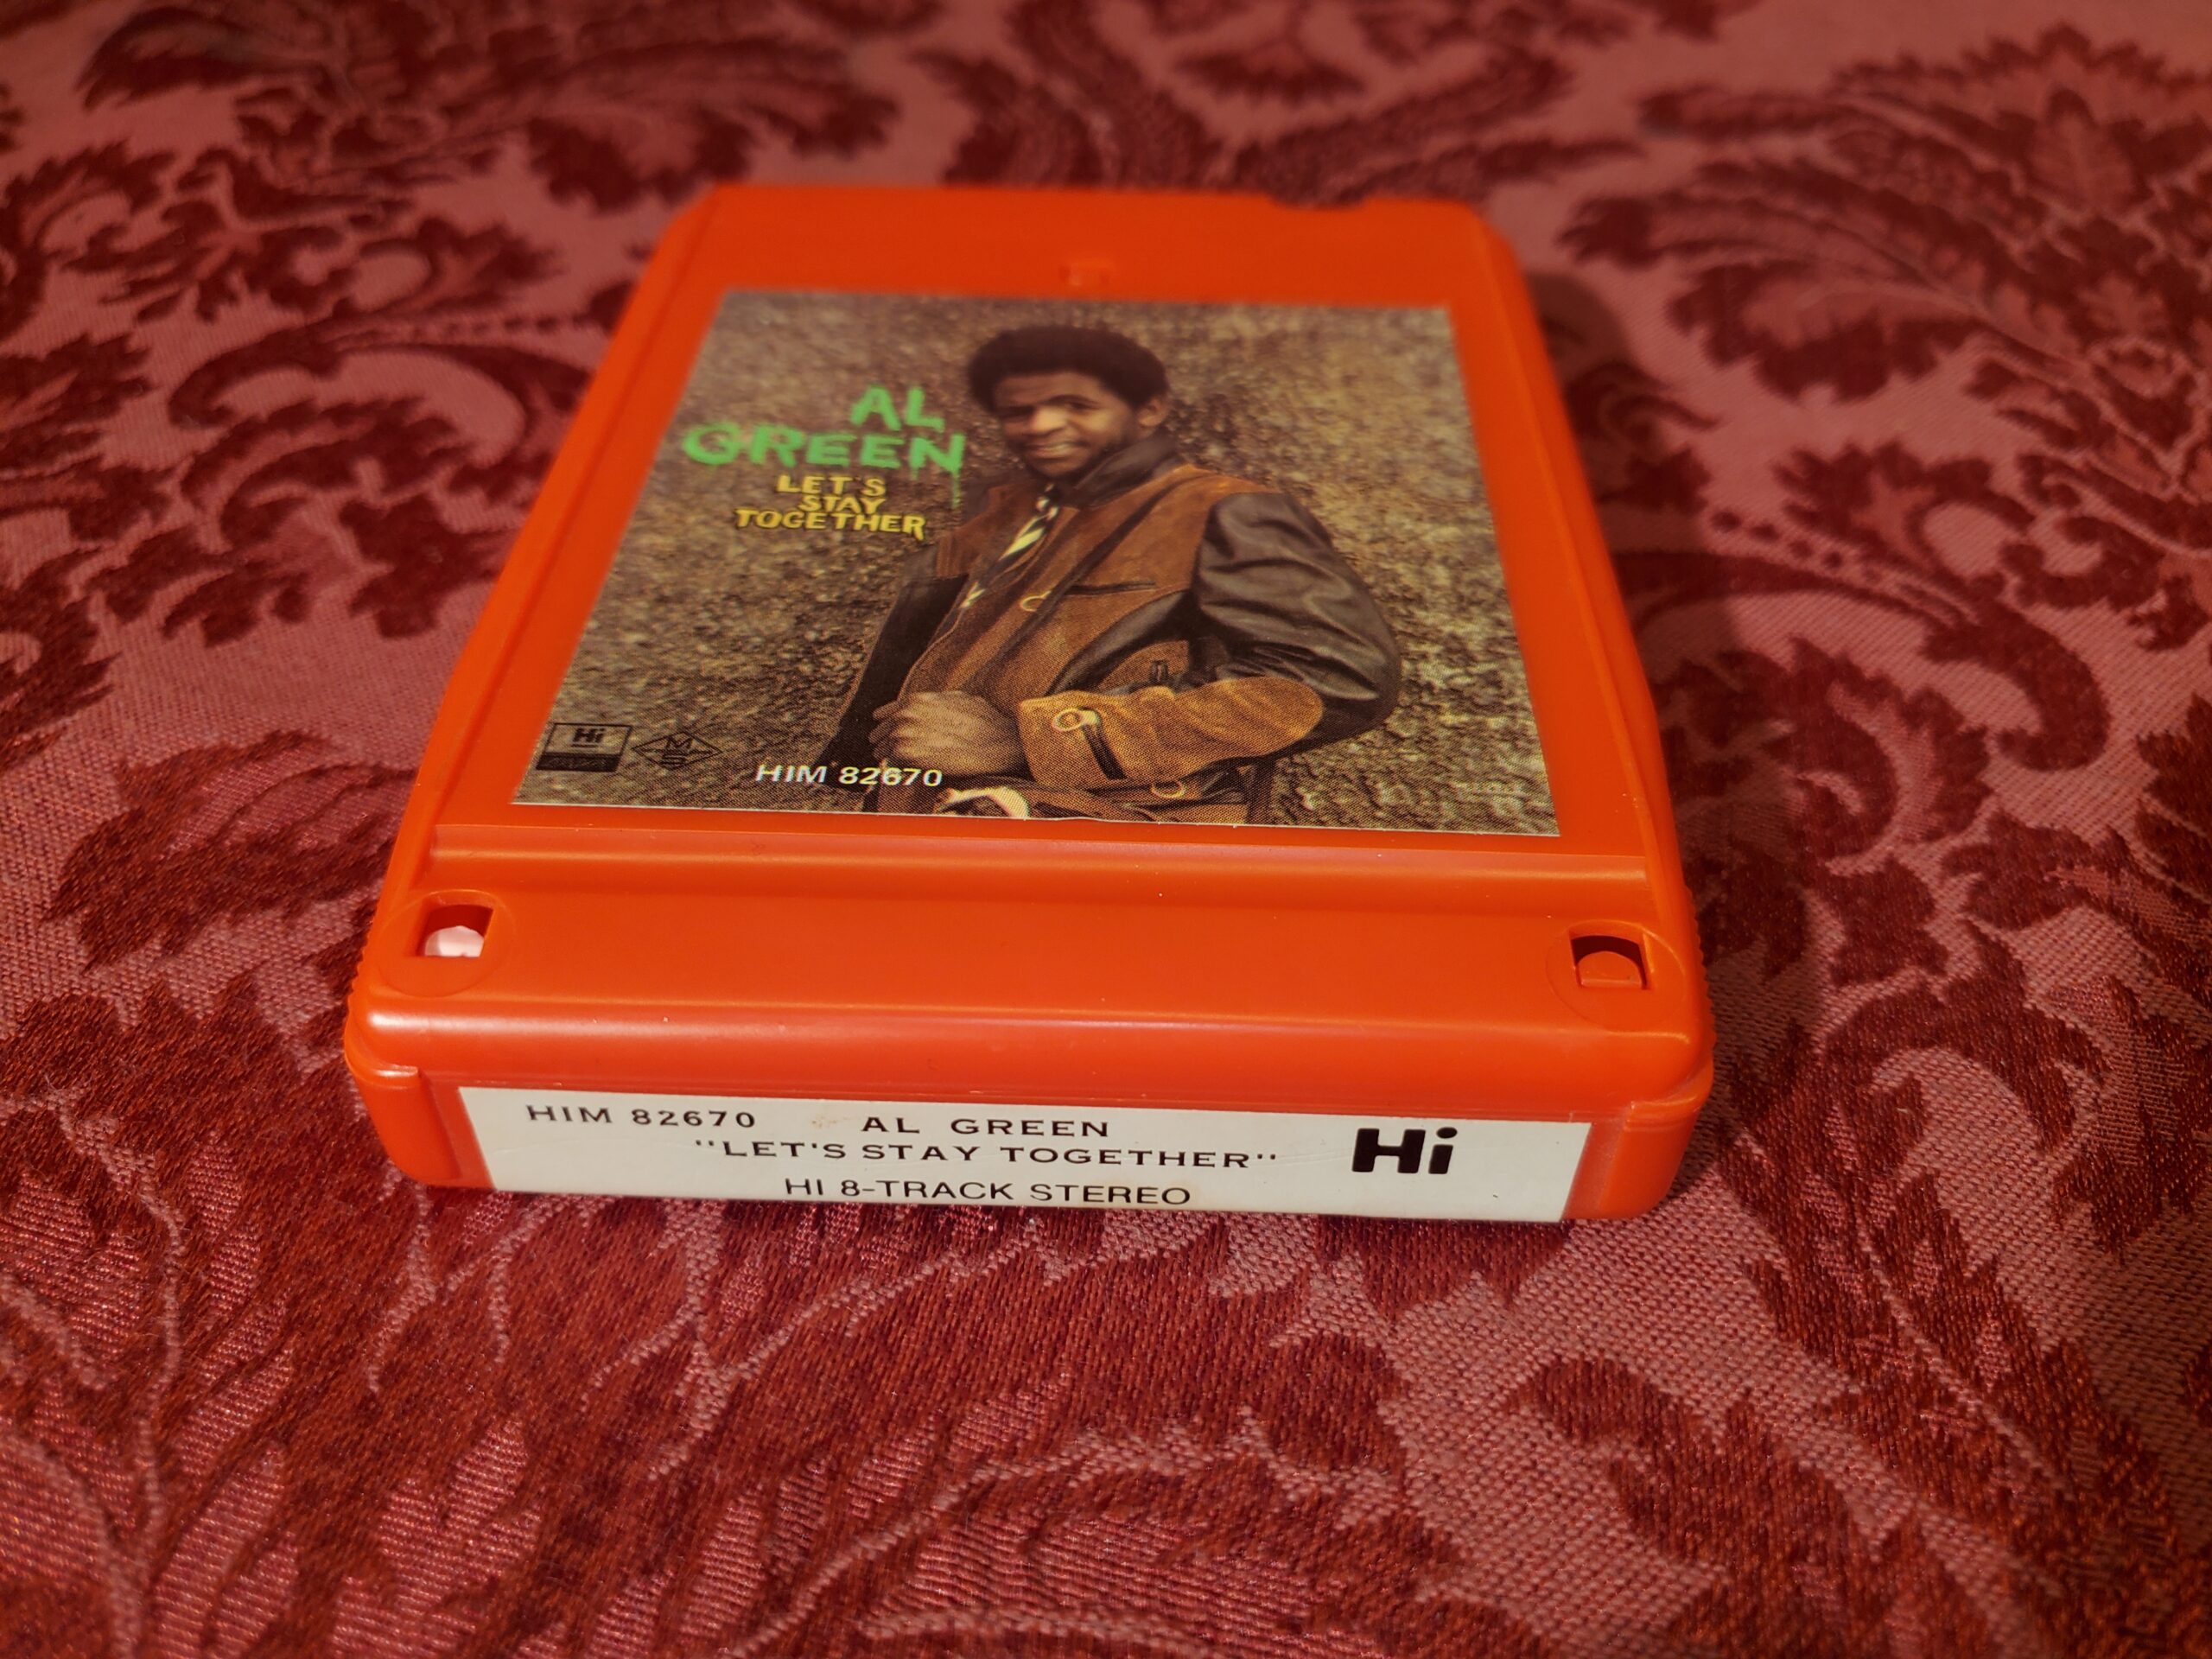 AL
GREEN
LET'S
STAY
TOGETHER
Hi
M
S
HIM 82670
HIM 82670 AL GREEN Hi
"LET'S STAY TOGETHER"
HI 8-TRACK STEREO